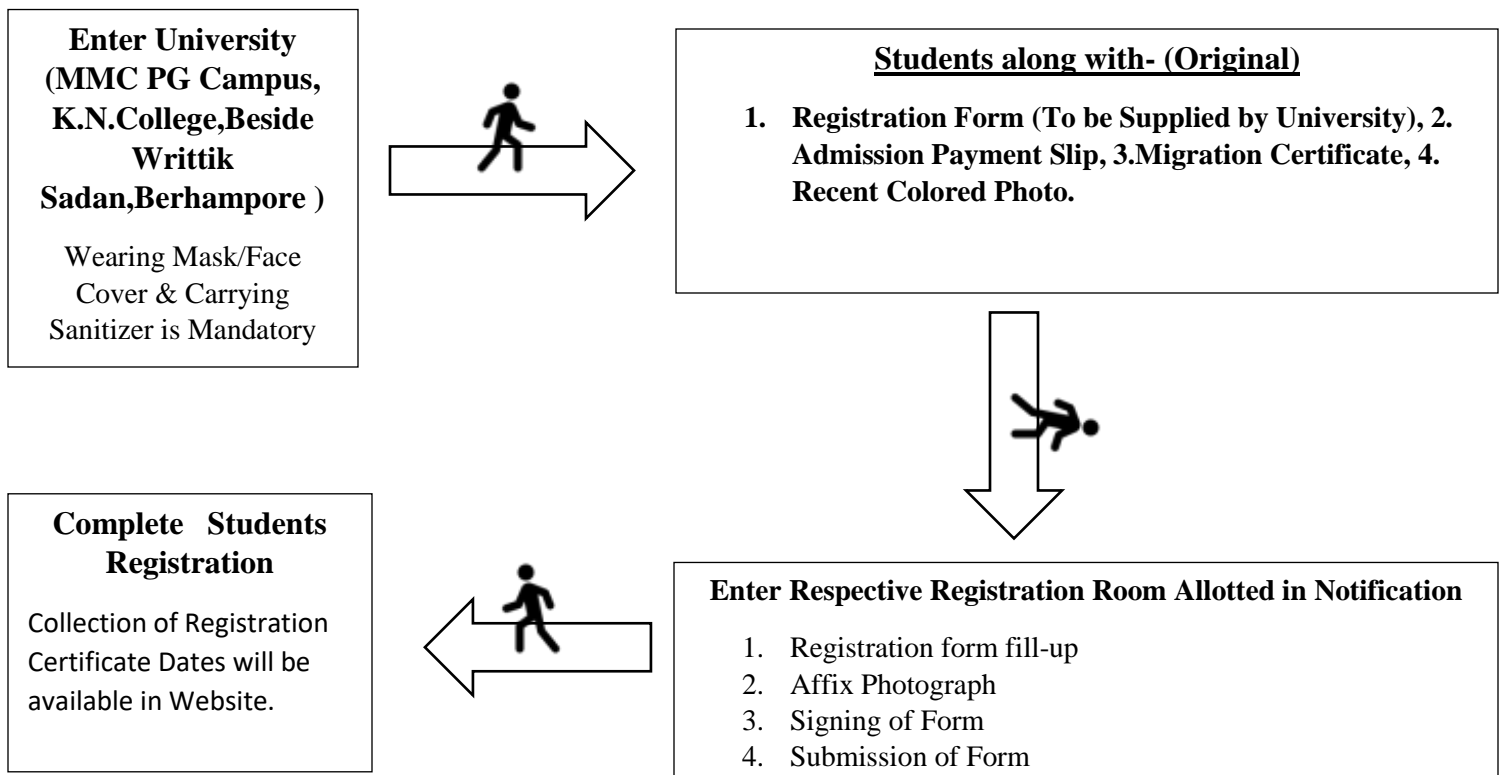 Enter University
(MMC PG Campus,
K.N.College,Beside
Writtik
Sadan,Berhampore )
Wearing Mask/Face
Cover & Carrying
Sanitizer is Mandatory
Students along with- (Original)
1. Registration Form (To be Supplied by University), 2.
Admission Payment Slip, 3.Migration Certificate, 4.
Recent Colored Photo.
Enter Respective Registration Room Allotted in Notification
1. Registration form fill-up
2. Affix Photograph
3. Signing of Form
4. Submission of Form
Complete Students
Registration
Collection of Registration
Certificate Dates will be
available in Website.